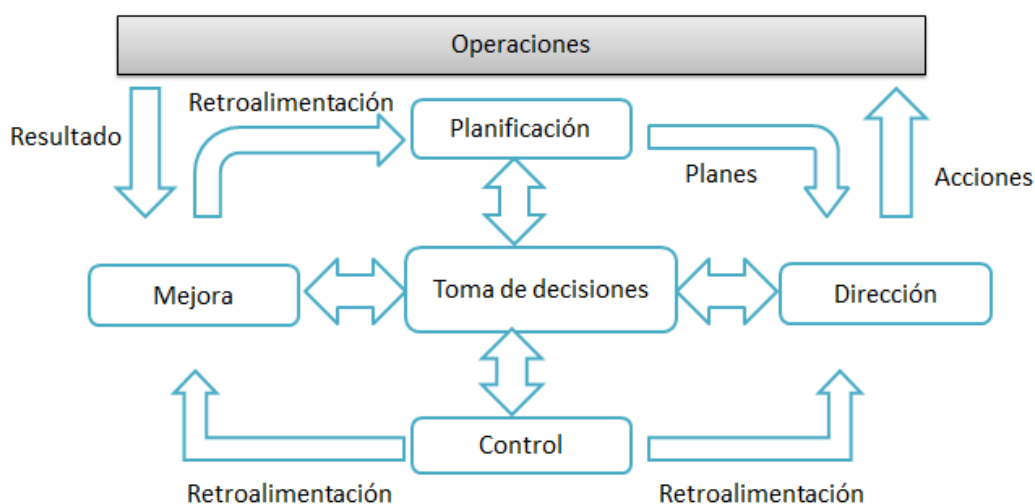 Operaciones
Retroalimentación
Resultado
Planificación
Planes
Acciones
Mejora
Toma de decisiones
Dirección
Control
Retroalimentación
Retroalimentación